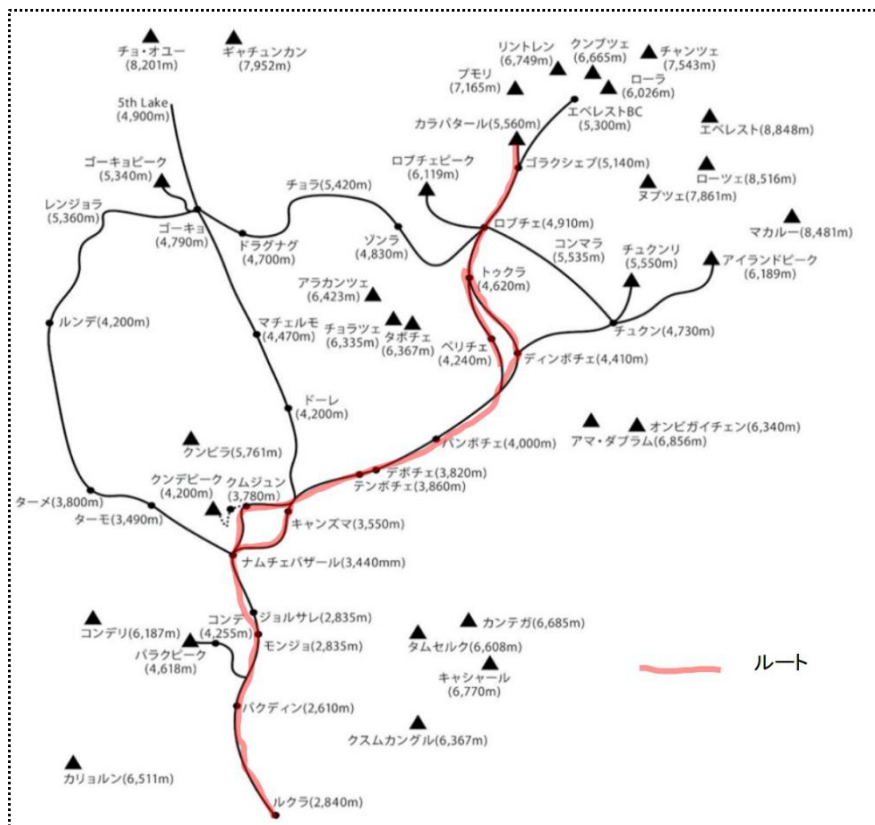 チョ・オユー
(8,201m)
ギャチュンカン
(7,952m)
リントレン
(6,749m)
クンブツェ
(6,665m)
チャンツェ
(7,543m)
プモリ
(7,165m)
ローラ
(6,026m)
5th Lake
(4,900m)
エベレストBC
(5,300m)
カラパタール(5,560m)
エベレスト(8,848m)
ゴーキョピーク
(5,340m)
チョラ(5,420m)
ロブチェピーク
(6,119m)
ゴラクシェプ(5,140m)
ローツェ(8,516m)
ヌプツェ(7,861m)
レンジョラ
(5,360m)
ゴーキョ
(4,790m)
ドラグナグ
(4,700m)
ゾンラ
(4,830m)
ロブチェ(4,910m)
マカルー(8,481m)
コンマラ
(5,535m)
チュクンリ
(5,550m)
アイランドピーク
(6,189m)
トゥクラ
(4,620m)
アラカンツェ
(6,423m)
ルンデ(4,200m)
マチェルモ
(4,470m)
チョラツェ
(6,335m)
タボチェ
(6,367m)
ペリチェ
(4,240m)
チュクン(4,730m)
ディンボチェ(4,410m)
ドーレ
(4,200m)
オンビガイチェン(6,340m)
アマ・ダブラム(6,856m)
パンボチェ(4,000m)
クンビラ(5,761m)
クンデピーク
(4,200m)
クムジュン
(3,780m)
デボチェ(3,820m)
テンボチェ(3,860m)
ターメ(3,800m)
ターモ(3,490m)
キャンズマ(3,550m)
ナムチェバザール(3,440mm)
コンデリ(6,187m)
コンデ
(4,255m)
ジョルサレ(2,835m)
モンジョ(2,835m)
カンテガ(6,685m)
タムセルク(6,608m)
パラクピーク
(4,618m)
キャシャール
(6,770m)
ルート
パクディン(2,610m)
クスムカングル(6,367m)
カリョルン(6,511m)
ルクラ(2,840m)